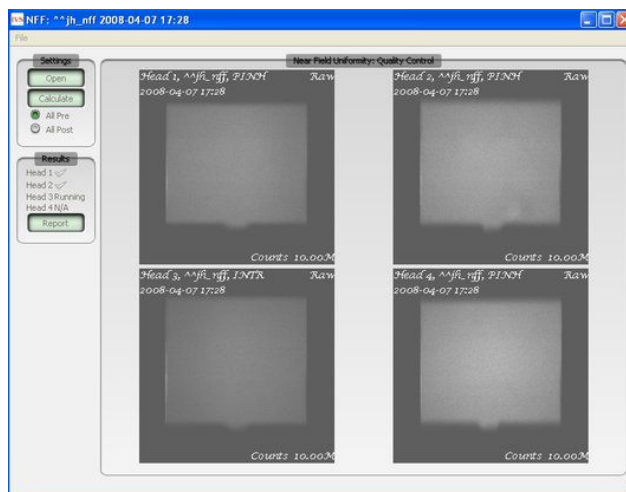 NFF: ^^jh_nff 2008-04-07 17:28
File
Settings
Open
Calculate
All Pre
All Post
Results
Head 1
Head 2
Head 3 Running
Head 4 N/A
Report
Near Field Uniformity: Quality Control
Head 1, ^^jh_nff, PINH Raw
2008-04-07 17:28
Counts 10.00M
Head 2, ^^jh_nff, PINH Raw
2008-04-07 17:28
Counts 10.00M
Head 3, ^^jh_nff, INTR Raw
2008-04-07 17:28
Counts 10.00M
Head 4, ^^jh_nff, PINH Raw
2008-04-07 17:28
Counts 10.00M